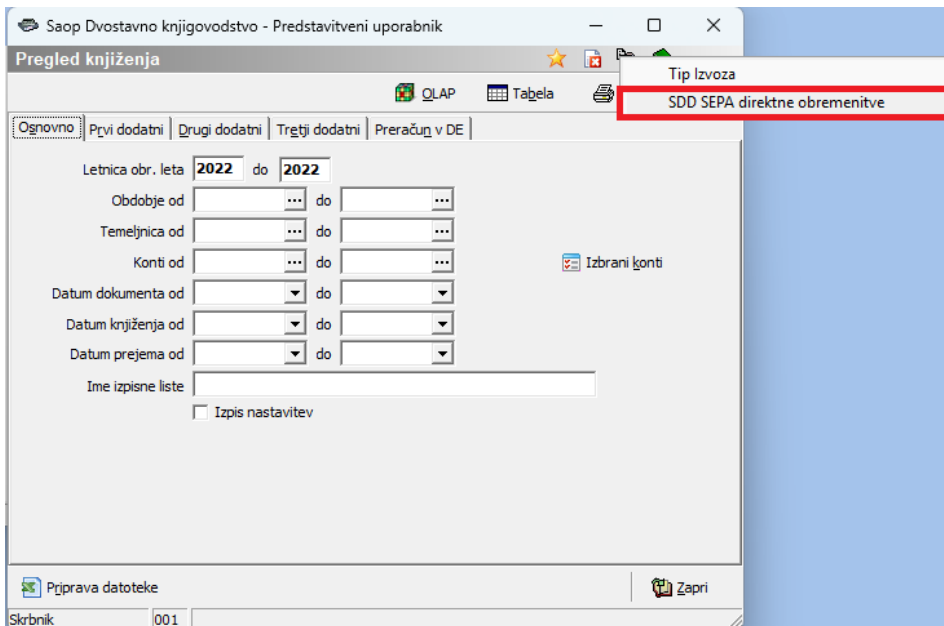 Saop Dvostavno knjigovodstvo - Predstavitveni uporabnik
Pregled knjiženja
Tip Izvoza
SDD SEPA direktne obremenitve
OLAP Tabela
Osnovno Prvi dodatni Drugi dodatni Tretji dodatni Preračun v DE
Letnica obr. leta 2022 do 2022
Obdobje od ... do ...
Temeljnica od ... do ...
Konti od ... do ... Izbrani konti
Datum dokumenta od do
Datum knjiženja od do
Datum prejema od do
Ime izpisne liste
Izpis nastavitev
Priprava datoteke Zapri
Skrbnik 001